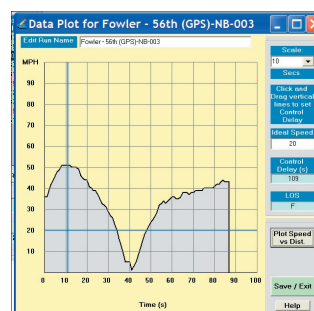 Data Plot for Fowler - 56th (GPS)-NB-003
Edit Run Name
Fowler - 56th (GPS)-NB-003
MPH
90
80
70
60
50
40
30
20
10
0 10 20 30 40 50 60 70 80 90 100
Time (s)
Scale:
10
Secs.
Click and
Drag vertical
lines to set
Control
Delay
Ideal Speed
20
Control
Delay (s)
109
LOS
F
Plot Speed
vs Dist.
Save / Exit
Help